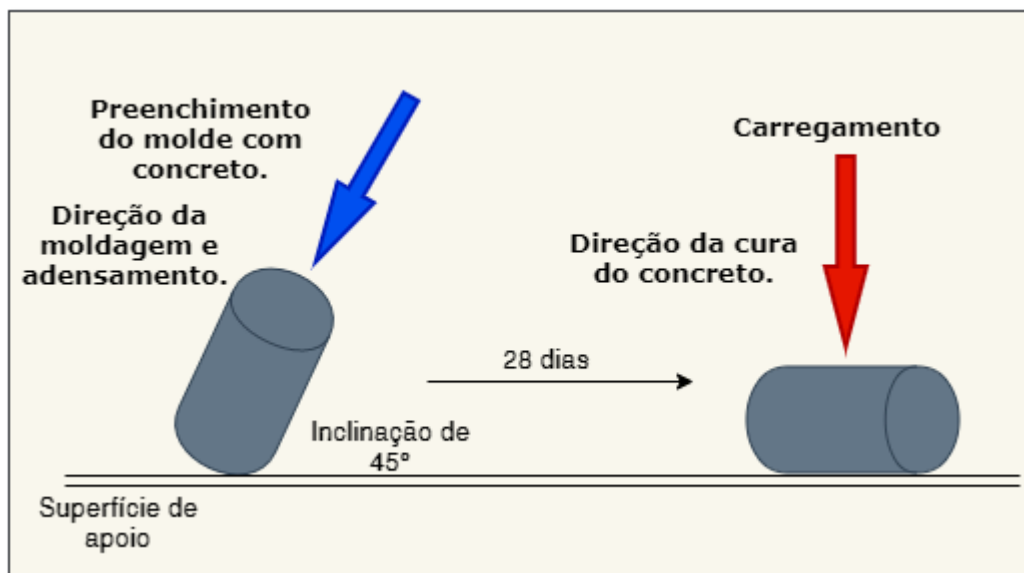 Preenchimento
do molde com
concreto.
Direção da
moldagem e
adensamento.
Carregamento
Direção da cura
do concreto.
28 dias
Inclinação de
45°
Superfície de
apoio